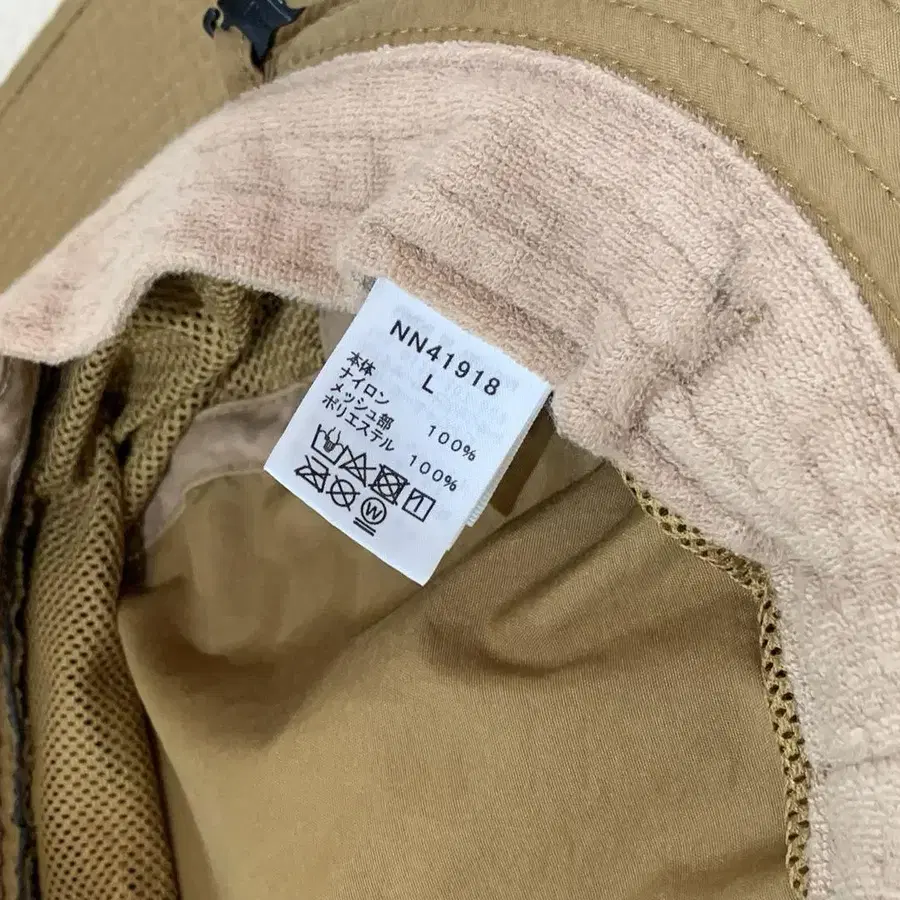 NN41918
L
本体
ナイロン 100%
メッシュ部
ポリエステル 100%
W